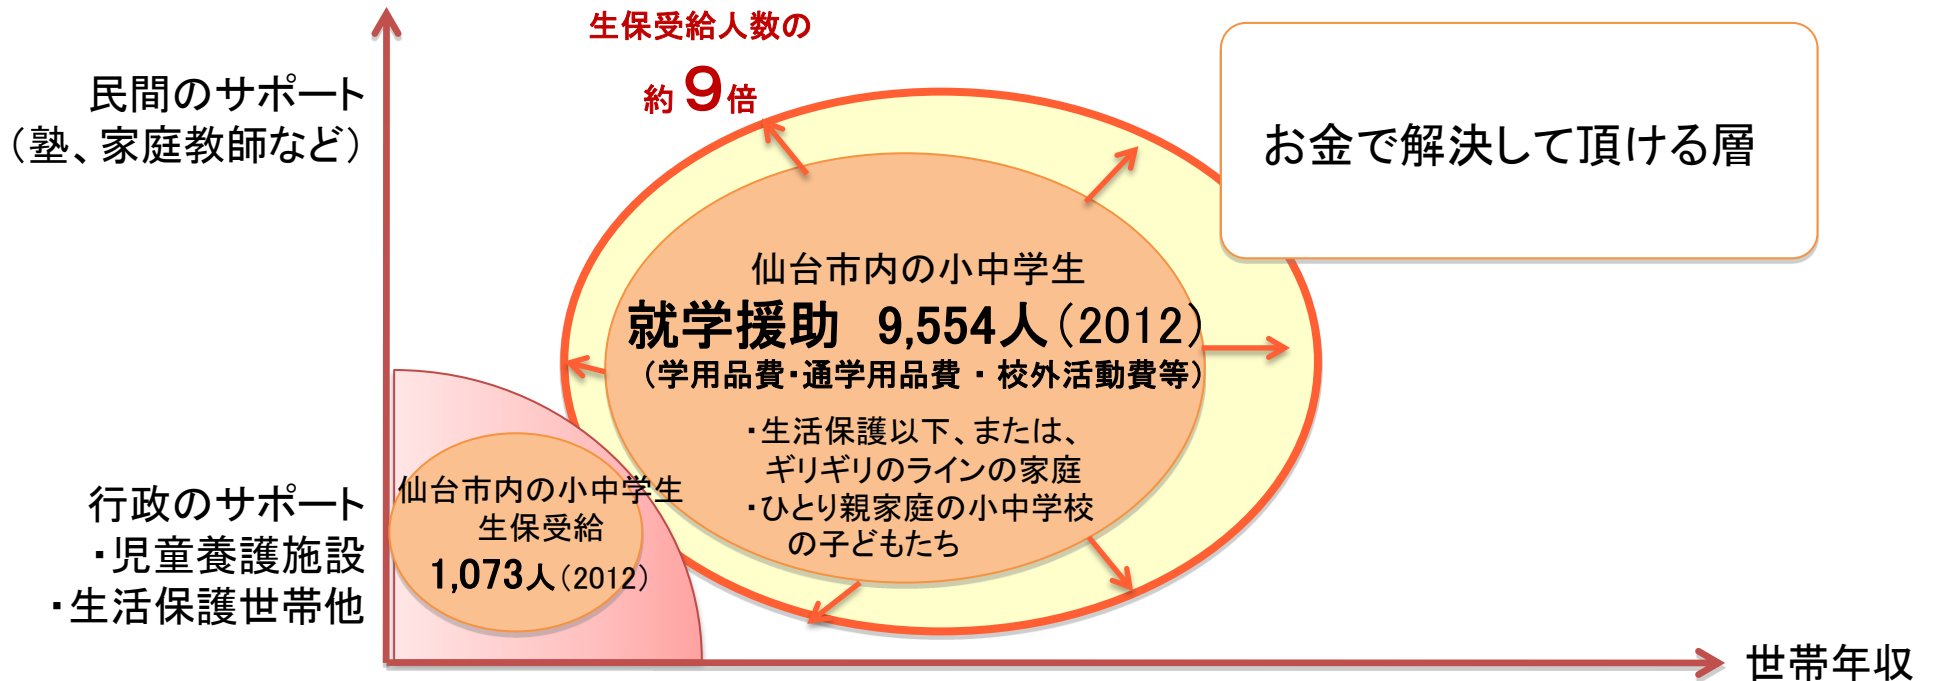 生保受給人数の
約9倍
民間のサポート
（塾、家庭教師など）
お金で解決して頂ける層
仙台市内の小中学生
就学援助　9,554人（2012）
（学用品費・通学用品費・校外活動費等）
・生活保護以下、または、
ギリギリのラインの家庭
・ひとり親家庭の小中学校
の子どもたち
仙台市内の小中学生
生保受給
1,073人（2012）
行政のサポート
・児童養護施設
・生活保護世帯他
世帯年収